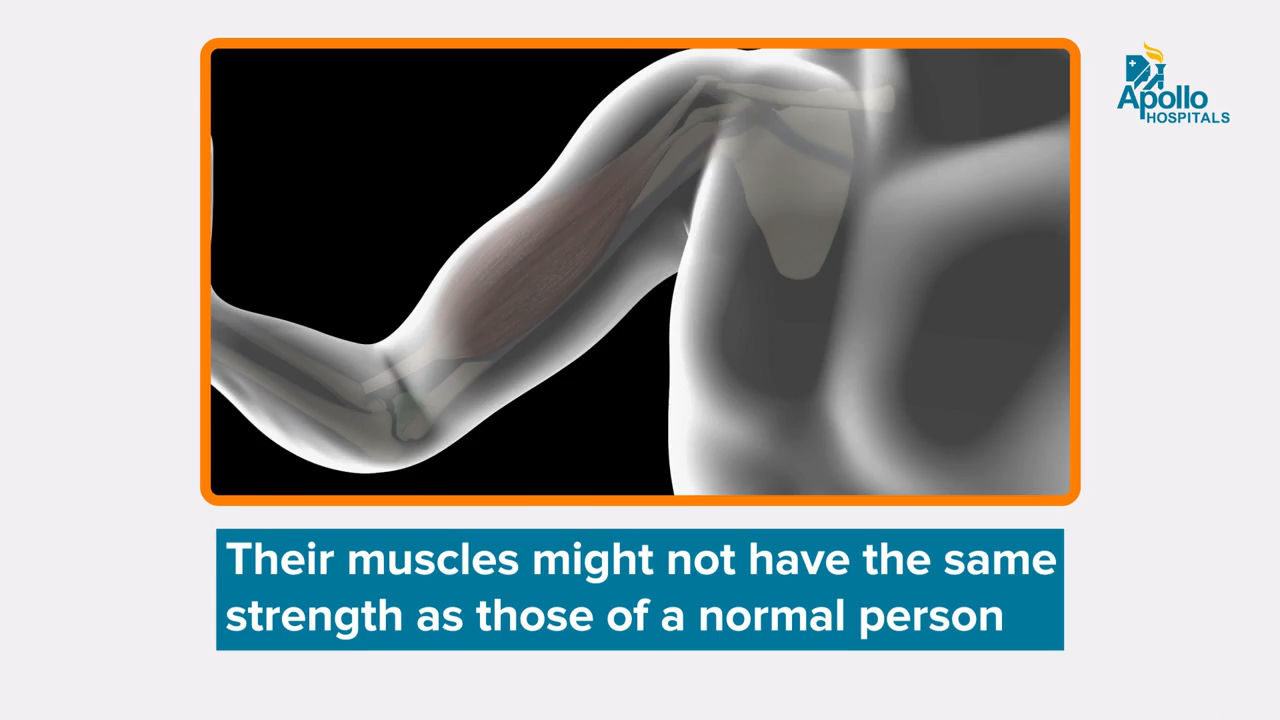 Apollo
HOSPITALS
Their muscles might not have the same
strength as those of a normal person